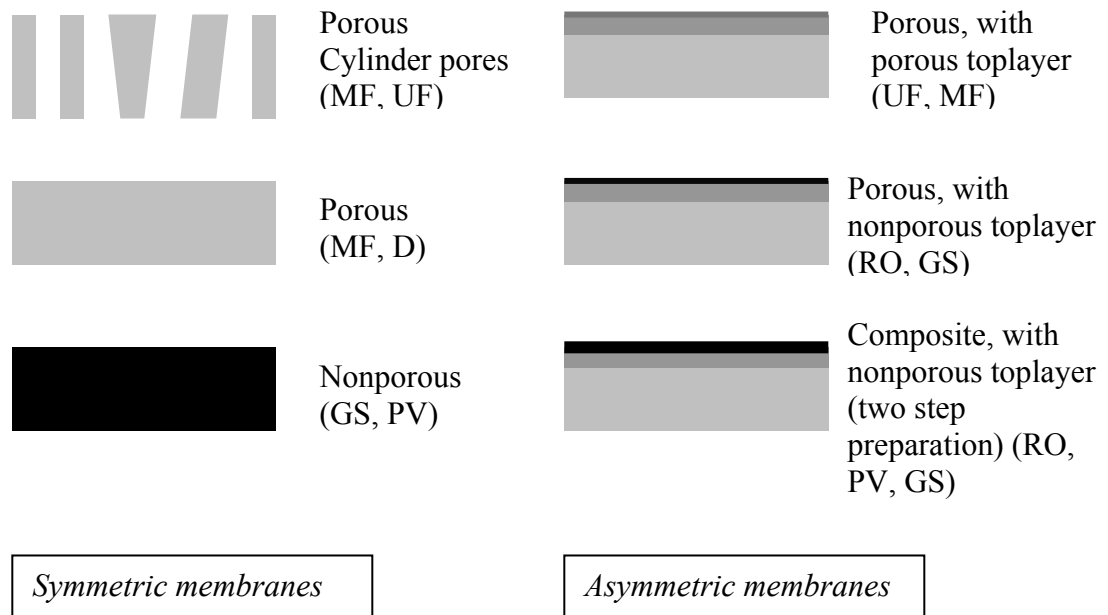 Porous
Cylinder pores
(MF, UF)
Porous
(MF, D)
Nonporous
(GS, PV)
Symmetric membranes
Porous, with
porous toplayer
(UF, MF)
Porous, with
nonporous toplayer
(RO, GS)
Composite, with
nonporous toplayer
(two step
preparation) (RO,
PV, GS)
Asymmetric membranes